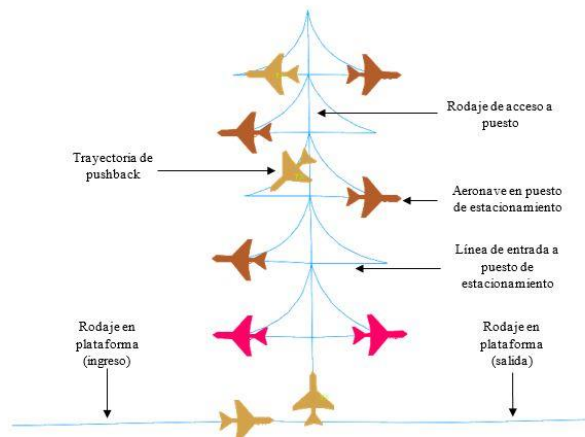 Rodaje de acceso a
puesto
Trayectoria de
pushback
Aeronave en puesto
de estacionamiento
Línea de entrada a
puesto de
estacionamiento
Rodaje en
plataforma
(ingreso)
Rodaje en
plataforma
(salida)